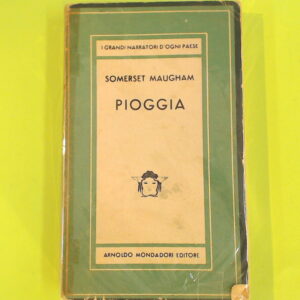 I GRANDI NARRATORI D'OGNI PAESE
SOMERSET MAUGHAM
PIOGGIA
ARNOLDO MONDADORI EDITORE